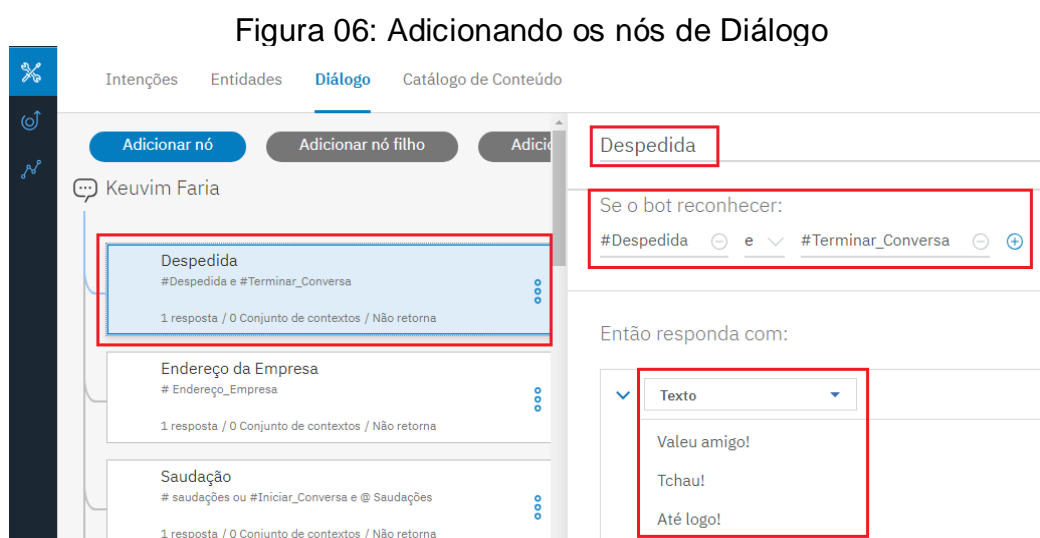 Figura 06: Adicionando os nós de Diálogo
Intenções Entidades Diálogo Catálogo de Conteúdo
Adicionar nó Adicionar nó filho
Keuvim Faria
Despedida
#Despedida e #Terminar_Conversa
1 resposta / 0 Conjunto de contextos / Não retorna
Endereço da Empresa
# Endereço_Empresa
1 resposta / 0 Conjunto de contextos / Não retorna
Saudação
# saudações ou #Iniciar_Conversa e @ Saudações
1 resposta / 0 Conjunto de contextos / Não retorna
Despedida
Se o bot reconhecer:
#Despedida e #Terminar_Conversa
Então responda com:
Texto
Valeu amigo!
Tchau!
Até logo!